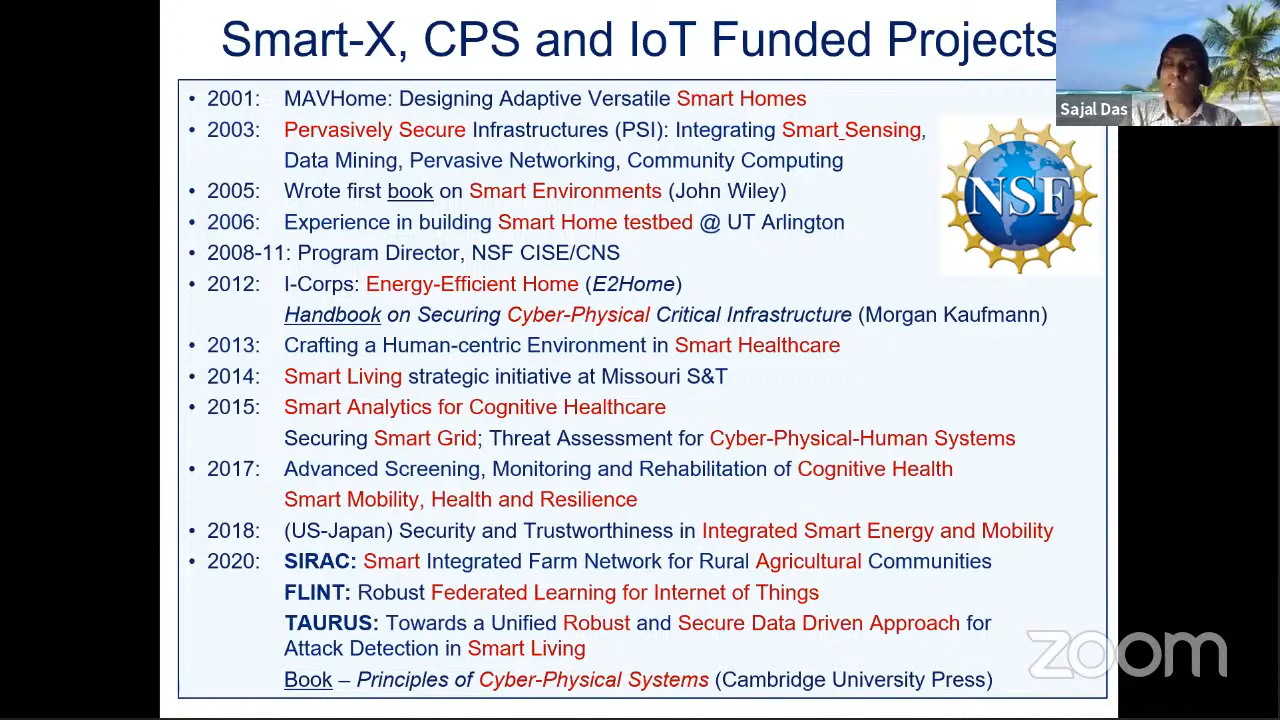 Smart-X, CPS and IoT Funded Projects
Sajal Das
• 2001: MAVHome: Designing Adaptive Versatile Smart Homes
• 2003: Pervasively Secure Infrastructures (PSI): Integrating Smart Sensing,
Data Mining, Pervasive Networking, Community Computing
• 2005: Wrote first book on Smart Environments (John Wiley)
• 2006: Experience in building Smart Home testbed @ UT Arlington
• 2008-11: Program Director, NSF CISE/CNS
• 2012: I-Corps: Energy-Efficient Home (E2Home)
Handbook on Securing Cyber-Physical Critical Infrastructure (Morgan Kaufmann)
• 2013: Crafting a Human-centric Environment in Smart Healthcare
• 2014: Smart Living strategic initiative at Missouri S&T
• 2015: Smart Analytics for Cognitive Healthcare
Securing Smart Grid; Threat Assessment for Cyber-Physical-Human Systems
• 2017: Advanced Screening, Monitoring and Rehabilitation of Cognitive Health
Smart Mobility, Health and Resilience
• 2018: (US-Japan) Security and Trustworthiness in Integrated Smart Energy and Mobility
• 2020: SIRAC: Smart Integrated Farm Network for Rural Agricultural Communities
FLINT: Robust Federated Learning for Internet of Things
TAURUS: Towards a Unified Robust and Secure Data Driven Approach for
Attack Detection in Smart Living
Book – Principles of Cyber-Physical Systems (Cambridge University Press)
NSF
zoom